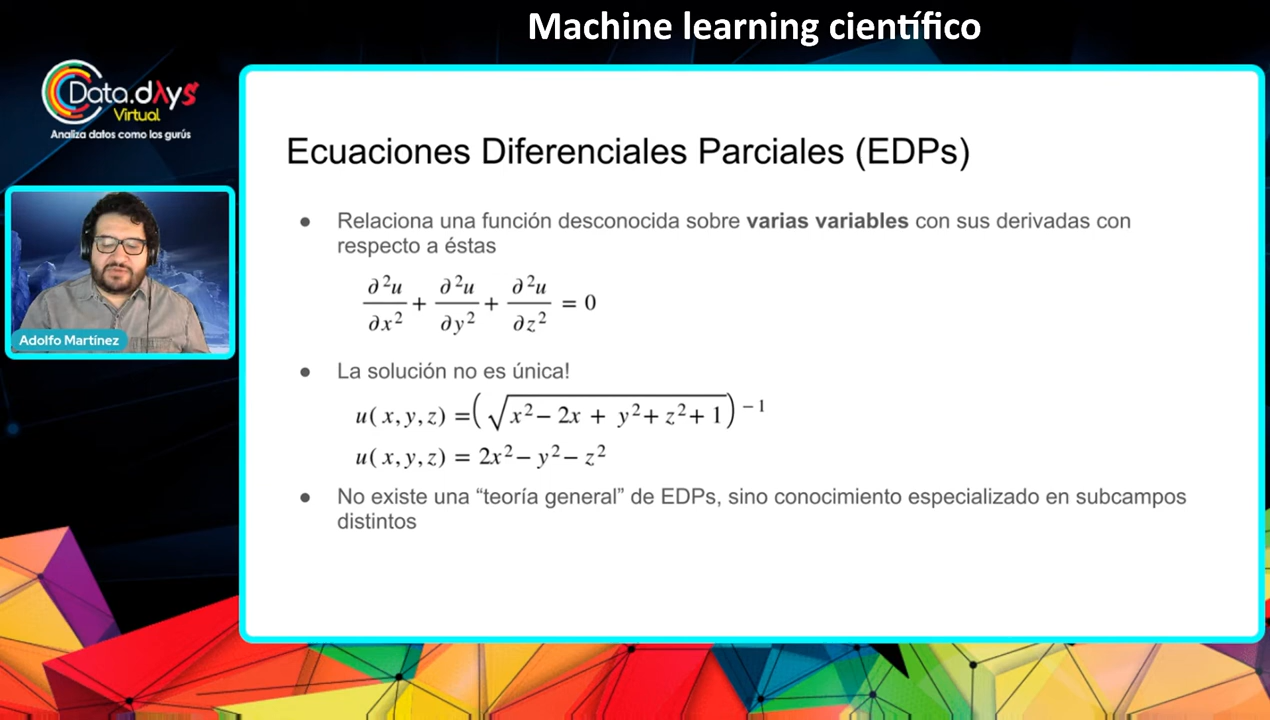 Machine learning científico
Data.dλys
Virtual
Analiza datos como los gurús
Adolfo Martínez
Ecuaciones Diferenciales Parciales (EDPs)
● Relaciona una función desconocida sobre varias variables con sus derivadas con
respecto a éstas
∂²u/∂x² + ∂²u/∂y² + ∂²u/∂z² = 0
● La solución no es única!
u(x,y,z) = (√(x² − 2x + y² + z² + 1))⁻¹
u(x,y,z) = 2x² − y² − z²
● No existe una “teoría general” de EDPs, sino conocimiento especializado en subcampos
distintos